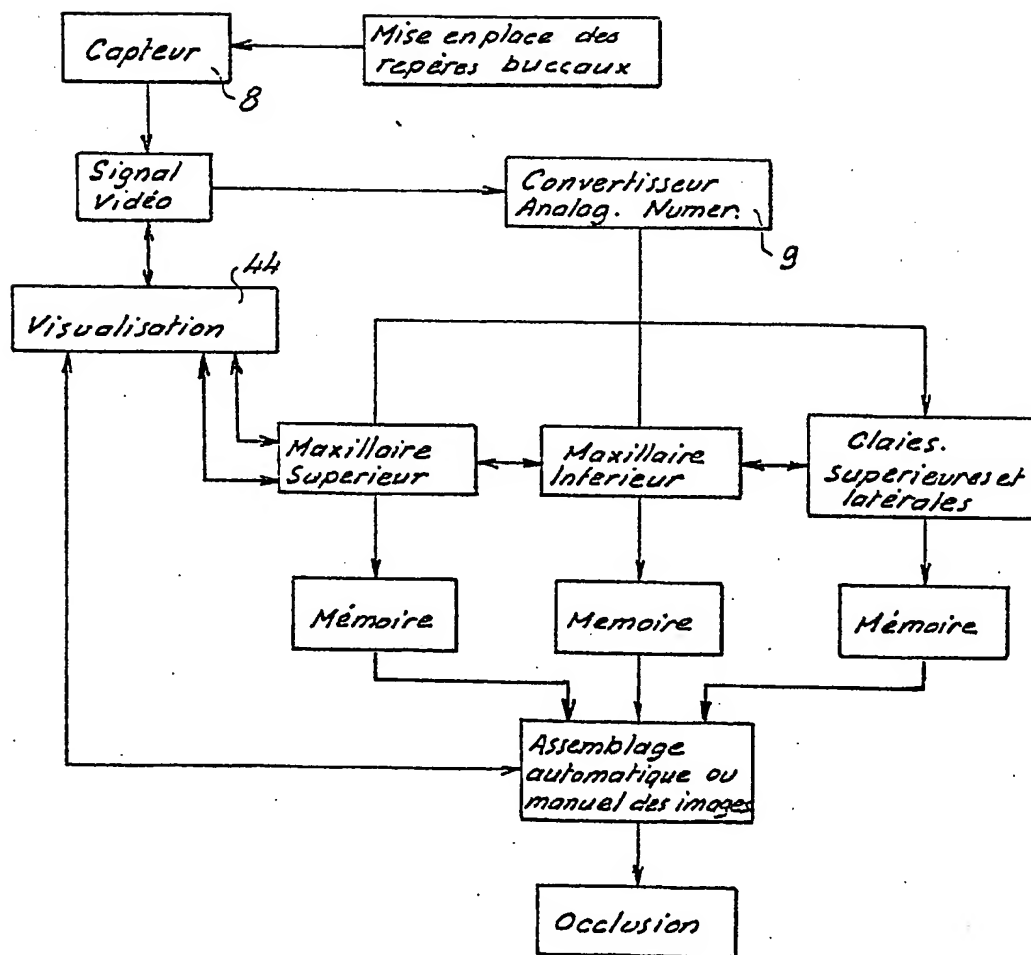 Capteur
8
Mise en place des
repères buccaux
Signal
vidéo
Convertisseur
Analog. Numer.
9
44
Visualisation
Maxillaire
Superieur
Maxillaire
Interieur
Claies.
superieures et
latérales
Mémoire
Memoire
Mémoire
Assemblage
automatique ou
manuel des images
Occlusion